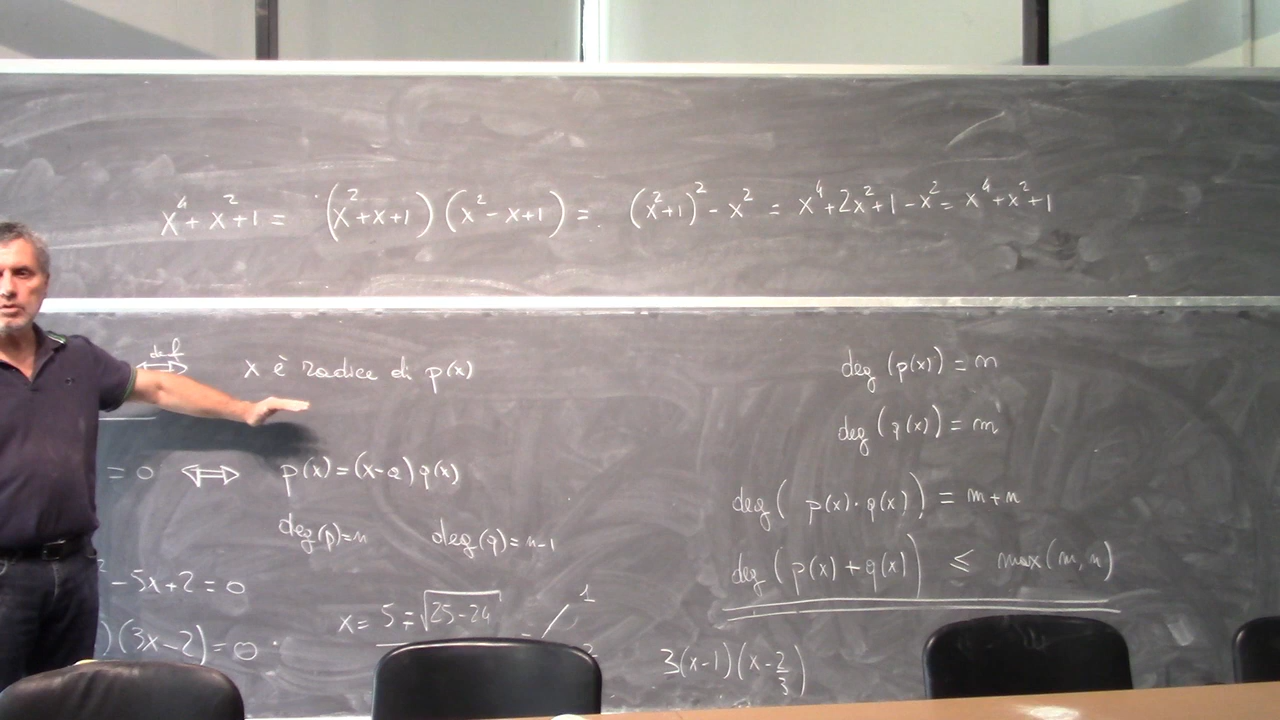 x⁴+x²+1 = (x²+x+1)(x²-x+1) = (x²+1)²-x² = x⁴+2x²+1-x² = x⁴+x²+1
def
⟺ x è radice di p(x)
=0 ⟺ p(x)=(x-a)q(x)
deg(p)=n deg(q)=n-1
-5x+2=0
)(3x-2)=0
x= 5∓√25-24
1
3(x-1)(x-2/3)
deg(p(x))=n
deg(q(x))=m
deg(p(x)·q(x))=m+n
deg(p(x)+q(x)) ≤ max(m,n)